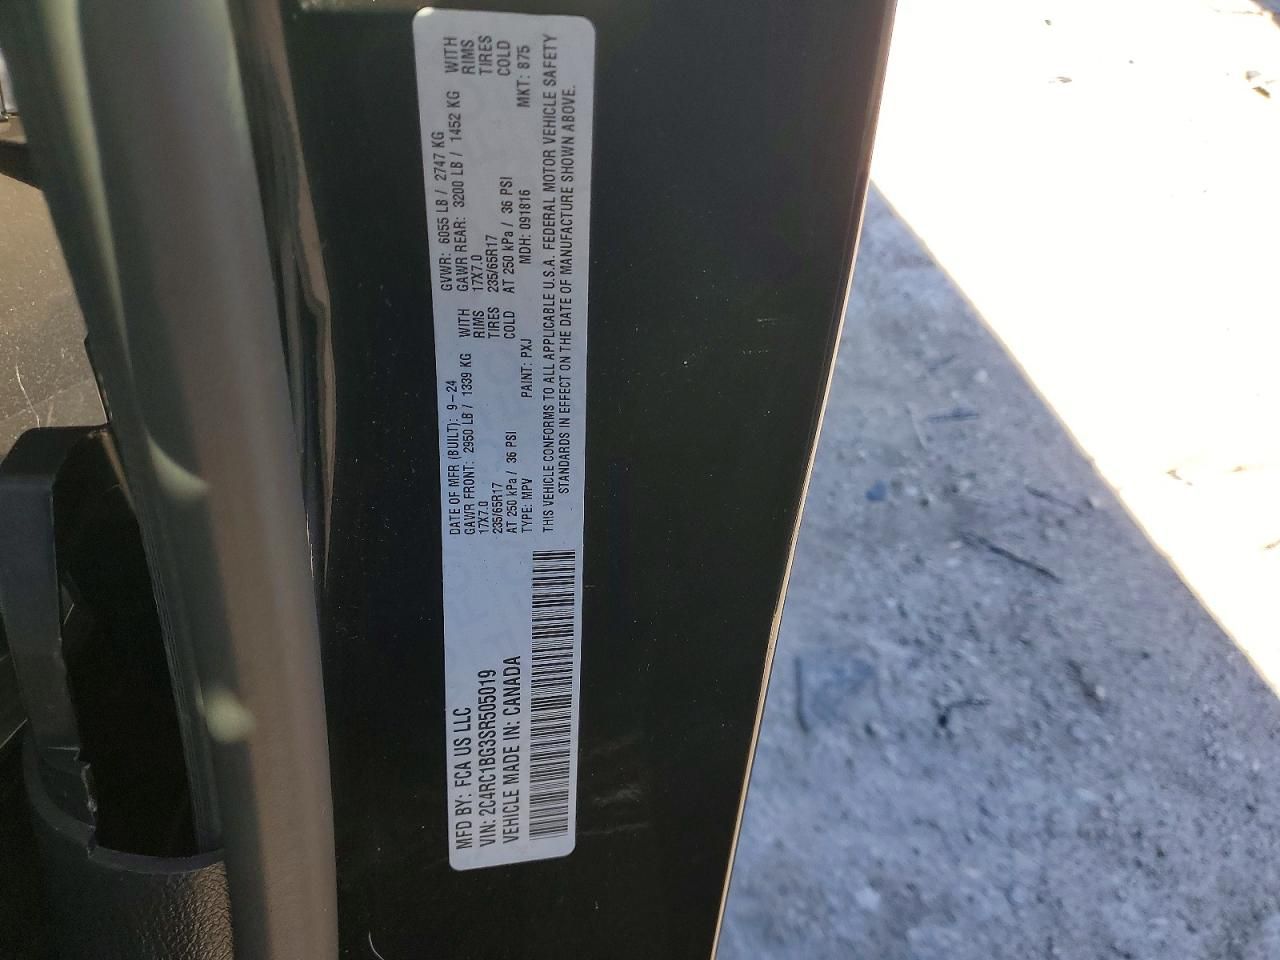 MFD BY: FCA US LLC
VIN: 2C4RC1BG3SR505019
VEHICLE MADE IN: CANADA
DATE OF MFR (BUILT): 9-24 GVWR: 6055 LB / 2747 KG
GAWR FRONT: 2950 LB / 1339 KG WITH GAWR REAR: 3200 LB / 1452 KG WITH
17X7.0 RIMS 17X7.0 RIMS
235/65R17 TIRES 235/65R17 TIRES
AT 250 kPa / 36 PSI COLD AT 250 kPa / 36 PSI COLD
TYPE: MPV PAINT: PXJ MDH: 091816 MKT: 875
THIS VEHICLE CONFORMS TO ALL APPLICABLE U.S.A. FEDERAL MOTOR VEHICLE SAFETY
STANDARDS IN EFFECT ON THE DATE OF MANUFACTURE SHOWN ABOVE.